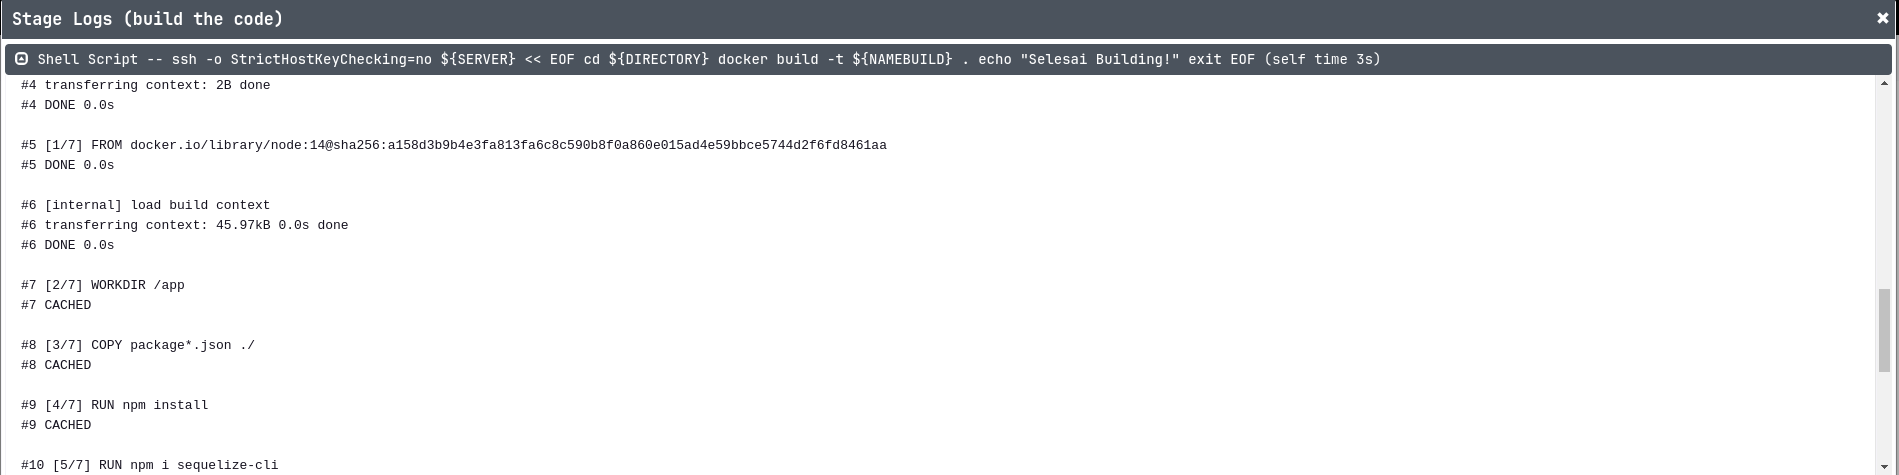 Stage Logs (build the code)
Shell Script -- ssh -o StrictHostKeyChecking=no ${SERVER} << EOF cd ${DIRECTORY} docker build -t ${NAMEBUILD} . echo "Selesai Building!" exit EOF (self time 3s)
#4 transferring context: 2B done
#4 DONE 0.0s
#5 [1/7] FROM docker.io/library/node:14@sha256:a158d3b9b4e3fa813fa6c8c590b8f0a860e015ad4e59bbce5744d2f6fd8461aa
#5 DONE 0.0s
#6 [internal] load build context
#6 transferring context: 45.97kB 0.0s done
#6 DONE 0.0s
#7 [2/7] WORKDIR /app
#7 CACHED
#8 [3/7] COPY package*.json ./
#8 CACHED
#9 [4/7] RUN npm install
#9 CACHED
#10 [5/7] RUN npm i sequelize-cli